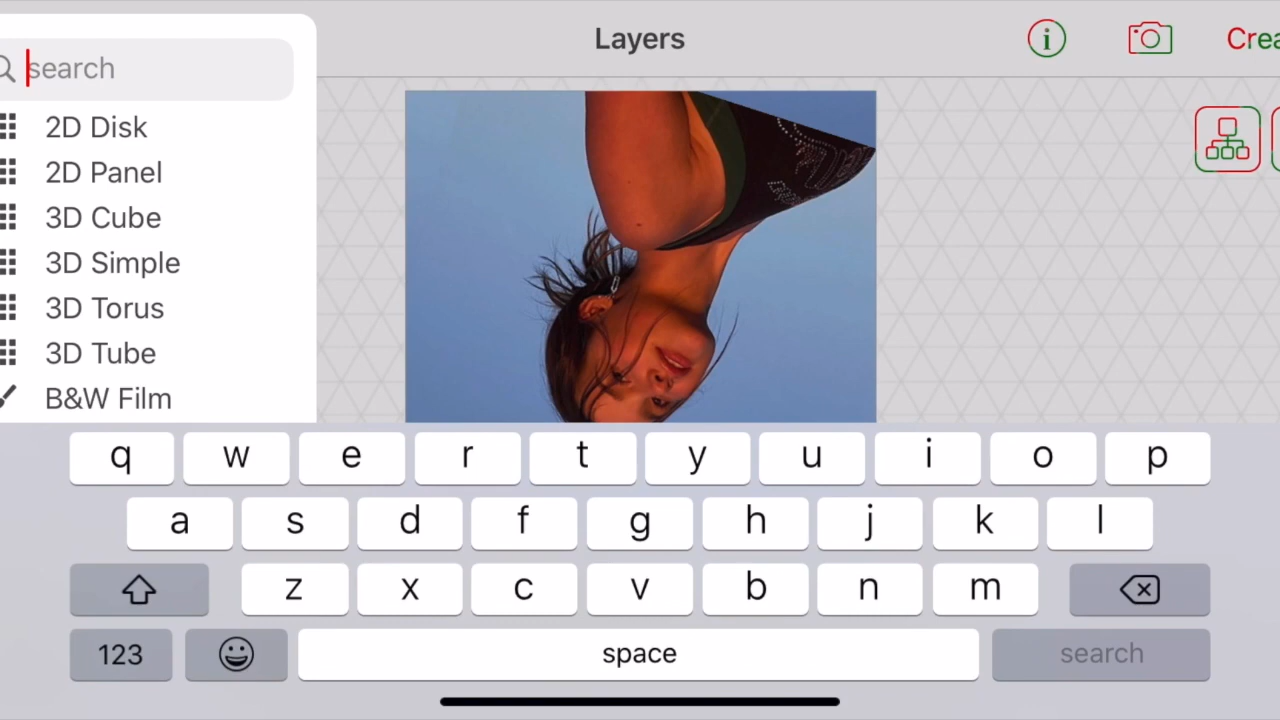 Layers
i
Crea
search
2D Disk
2D Panel
3D Cube
3D Simple
3D Torus
3D Tube
B&W Film
q w e r t y u i o p
a s d f g h j k l
z x c v b n m
123 space search